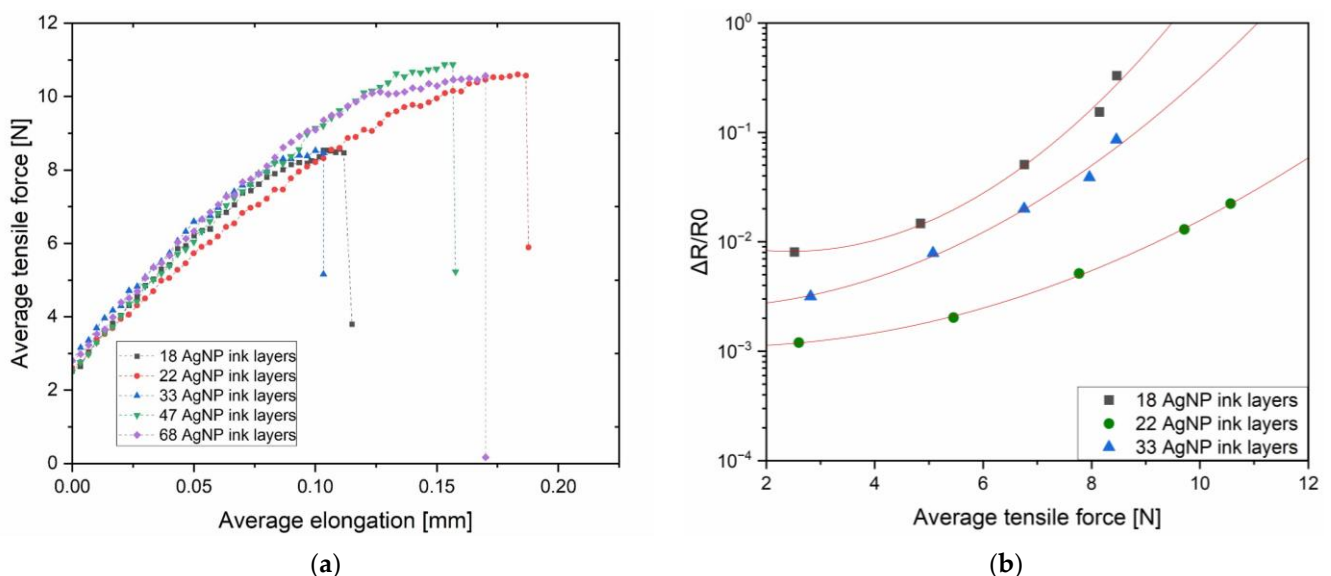 12
10
8
6
4
2
0
Average tensile force [N]
18 AgNP ink layers
22 AgNP ink layers
33 AgNP ink layers
47 AgNP ink layers
68 AgNP ink layers
0.00 0.05 0.10 0.15 0.20
Average elongation [mm]
(a)
10⁰
10⁻¹
10⁻²
10⁻³
10⁻⁴
ΔR/R0
18 AgNP ink layers
22 AgNP ink layers
33 AgNP ink layers
2 4 6 8 10 12
Average tensile force [N]
(b)